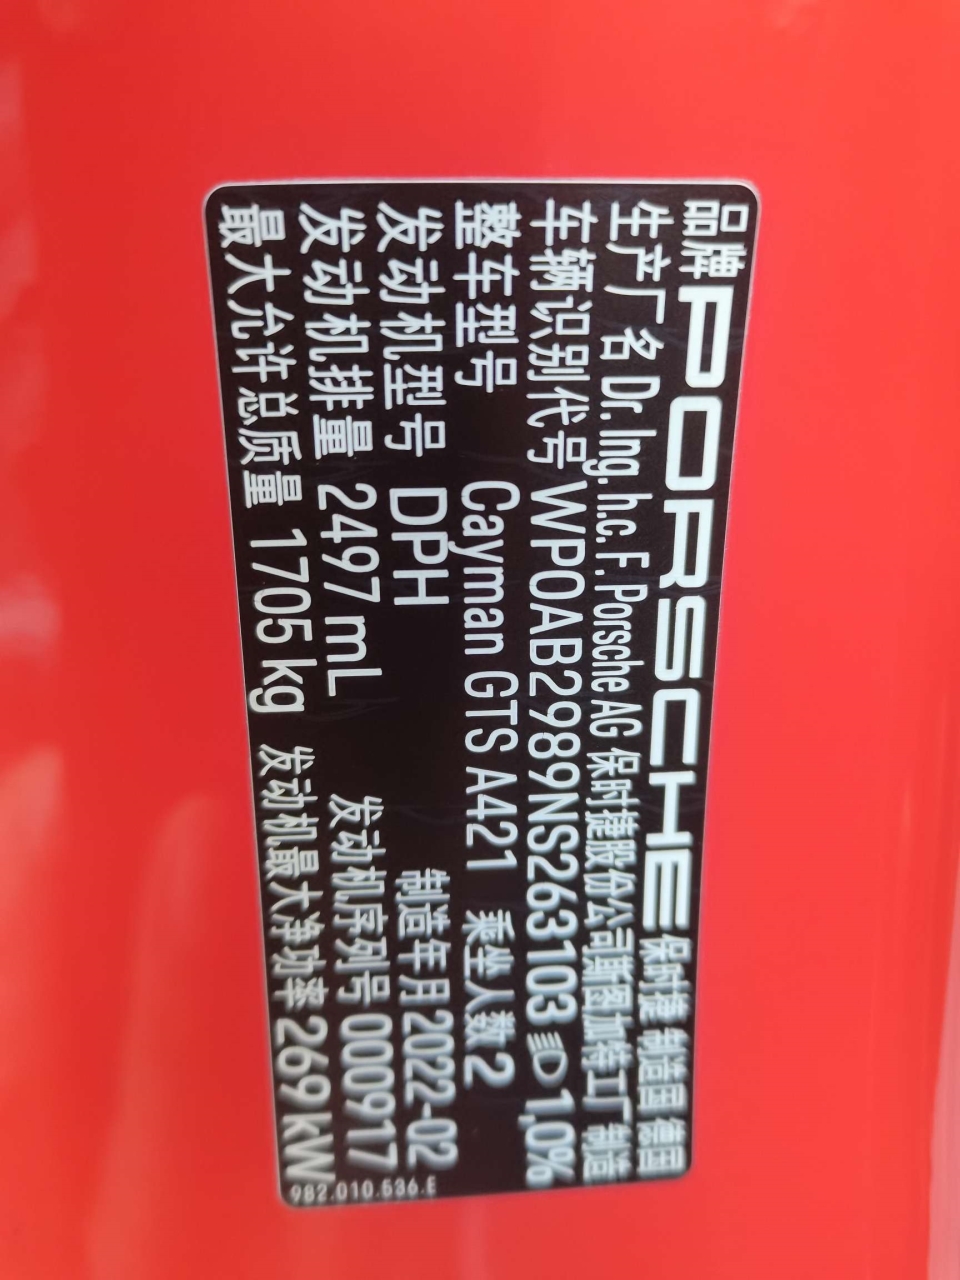 品牌 PORSCHE 保时捷 制造国 德国
生产厂名 Dr. Ing. h.c. F. Porsche AG 保时捷股份公司斯图加特工厂制造
车辆识别代号 WP0AB2989NS263103 1,0%
整车型号 Cayman GTS A421 乘坐人数 2
发动机型号 DPH 制造年月 2022-02
发动机排量 2497 mL 发动机序列号 000917
最大允许总质量 1705 kg 发动机最大净功率 269 kW
982.010.536.E